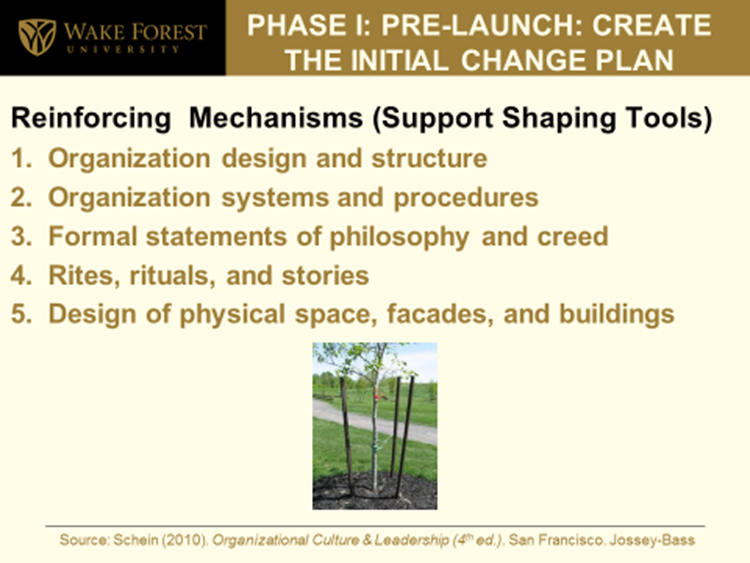 WAKE FOREST
UNIVERSITY
PHASE I: PRE-LAUNCH: CREATE
THE INITIAL CHANGE PLAN
Reinforcing Mechanisms (Support Shaping Tools)
1. Organization design and structure
2. Organization systems and procedures
3. Formal statements of philosophy and creed
4. Rites, rituals, and stories
5. Design of physical space, facades, and buildings
Source: Schein (2010). Organizational Culture & Leadership (4th ed.). San Francisco. Jossey-Bass